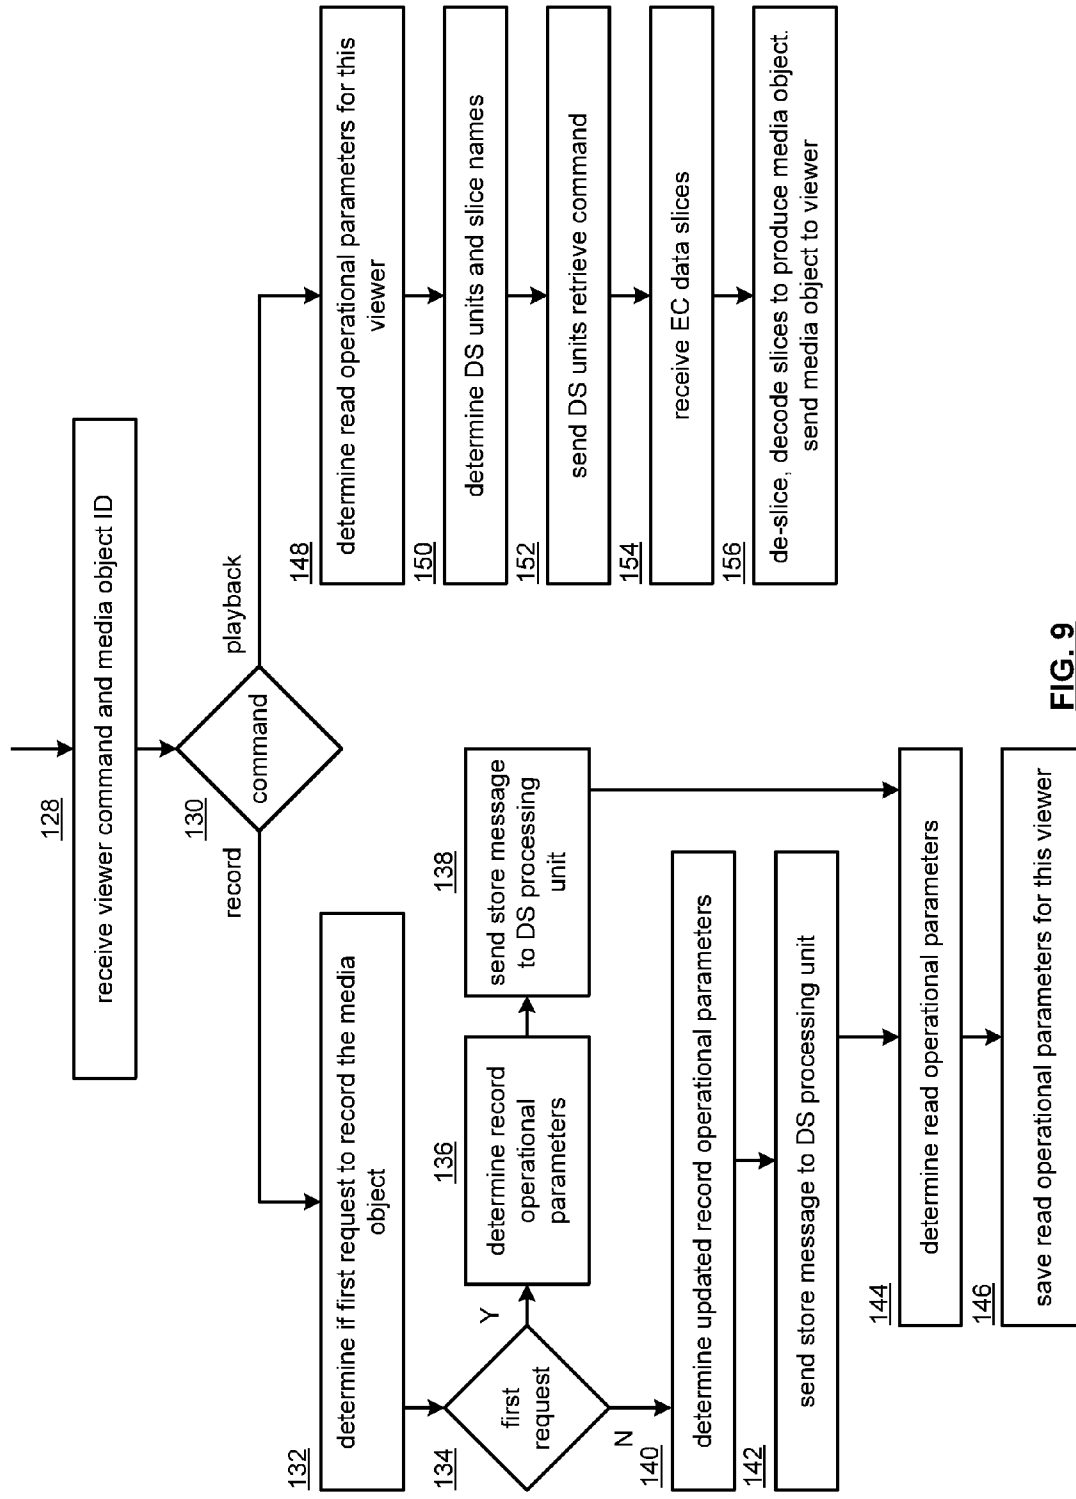 128
receive viewer command and media object ID
130
command
record
playback
132
determine if first request to record the media
object
134
first
request
Y
N
136
determine record
operational
parameters
138
send store message
to DS processing
unit
140
determine updated record operational parameters
142
send store message to DS processing unit
144
determine read operational parameters
146
save read operational parameters for this viewer
148
determine read operational parameters for this
viewer
150
determine DS units and slice names
152
send DS units retrieve command
154
receive EC data slices
156
de-slice, decode slices to produce media object.
send media object to viewer
FIG. 9